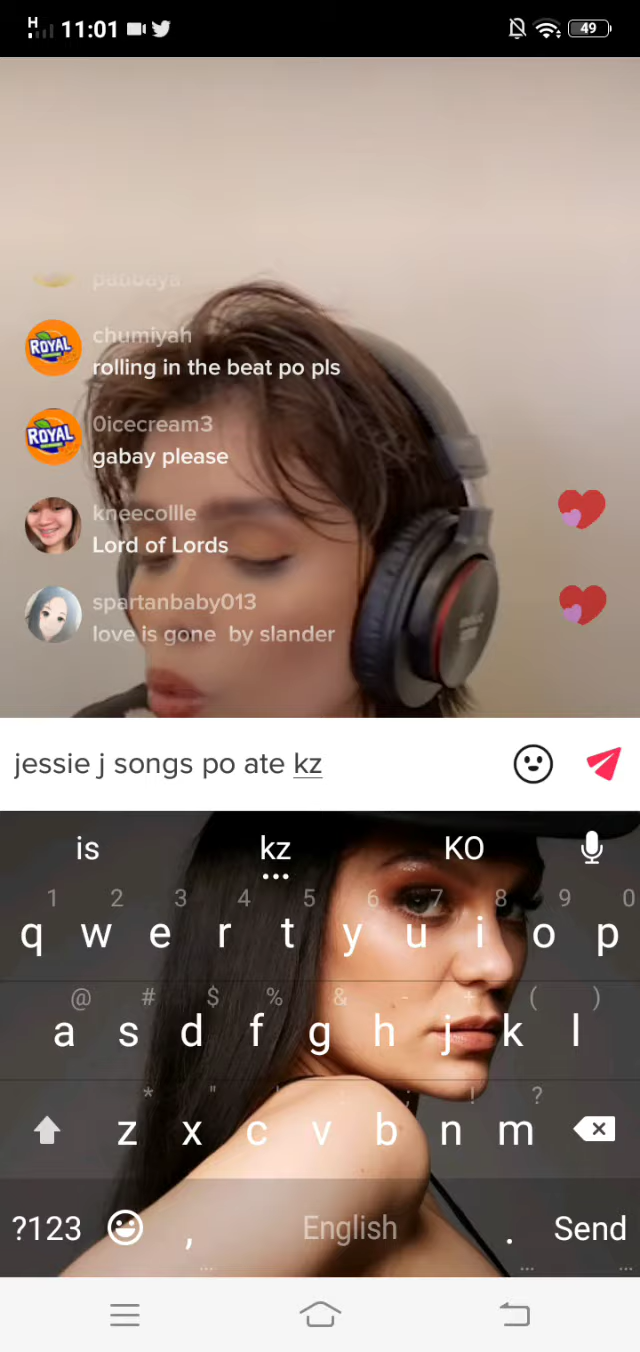 H
11:01
49
patibaya
chumiyah
rolling in the beat po pls
ROYAL
0icecream3
gabay please
ROYAL
kneecollle
Lord of Lords
spartanbaby013
love is gone by slander
jessie j songs po ate kz
is kz KO
1 2 3 4 5 6 7 8 9 0
q w e r t y u i o p
@ # $ % & - + ( )
a s d f g h j k l
* " ' : ; ! ?
z x c v b n m
?123 , English . Send